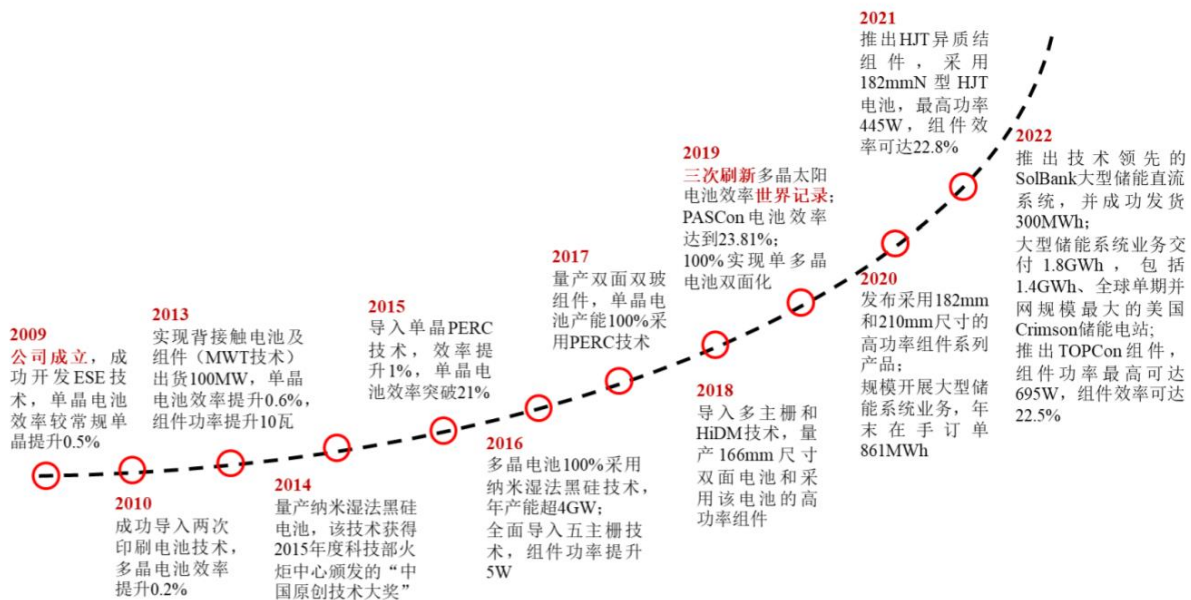 2009
公司成立，成
功开发ESE技
术，单晶电池
效率较常规单
晶提升0.5%
2010
成功导入两次
印刷电池技术，
多晶电池效率
提升0.2%
2013
实现背接触电池及
组件（MWT技术）
出货100MW，单晶
电池效率提升0.6%，
组件功率提升10瓦
2014
量产纳米湿法黑硅
电池，该技术获得
2015年度科技部火
炬中心颁发的“中
国原创技术大奖”
2015
导入单晶PERC
技术，效率提
升1%，单晶电
池效率突破21%
2016
多晶电池100%采用
纳米湿法黑硅技术，
年产能超4GW；
全面导入五主栅技
术，组件功率提升
5W
2017
量产双面双玻
组件，单晶电
池产能100%采
用PERC技术
2018
导入多主栅和
HiDM技术，量
产166mm尺寸
双面电池和采
用该电池的高
功率组件
2019
三次刷新多晶太阳
电池效率世界记录；
PASCon电池效率
达到23.81%；
100%实现单多晶
电池双面化
2020
发布采用182mm
和210mm尺寸的
高功率组件系列
产品；
规模开展大型储
能系统业务，年
末在手订单
861MWh
2021
推出HJT异质结
组件，采用
182mmN型HJT
电池，最高功率
445W，组件效
率可达22.8%
2022
推出技术领先的
SolBank大型储能直流
系统，并成功发货
300MWh；
大型储能系统业务交
付1.8GWh，包括
1.4GWh、全球单期并
网规模最大的美国
Crimson储能电站；
推出TOPCon组件，
组件功率最高可达
695W，组件效率可达
22.5%